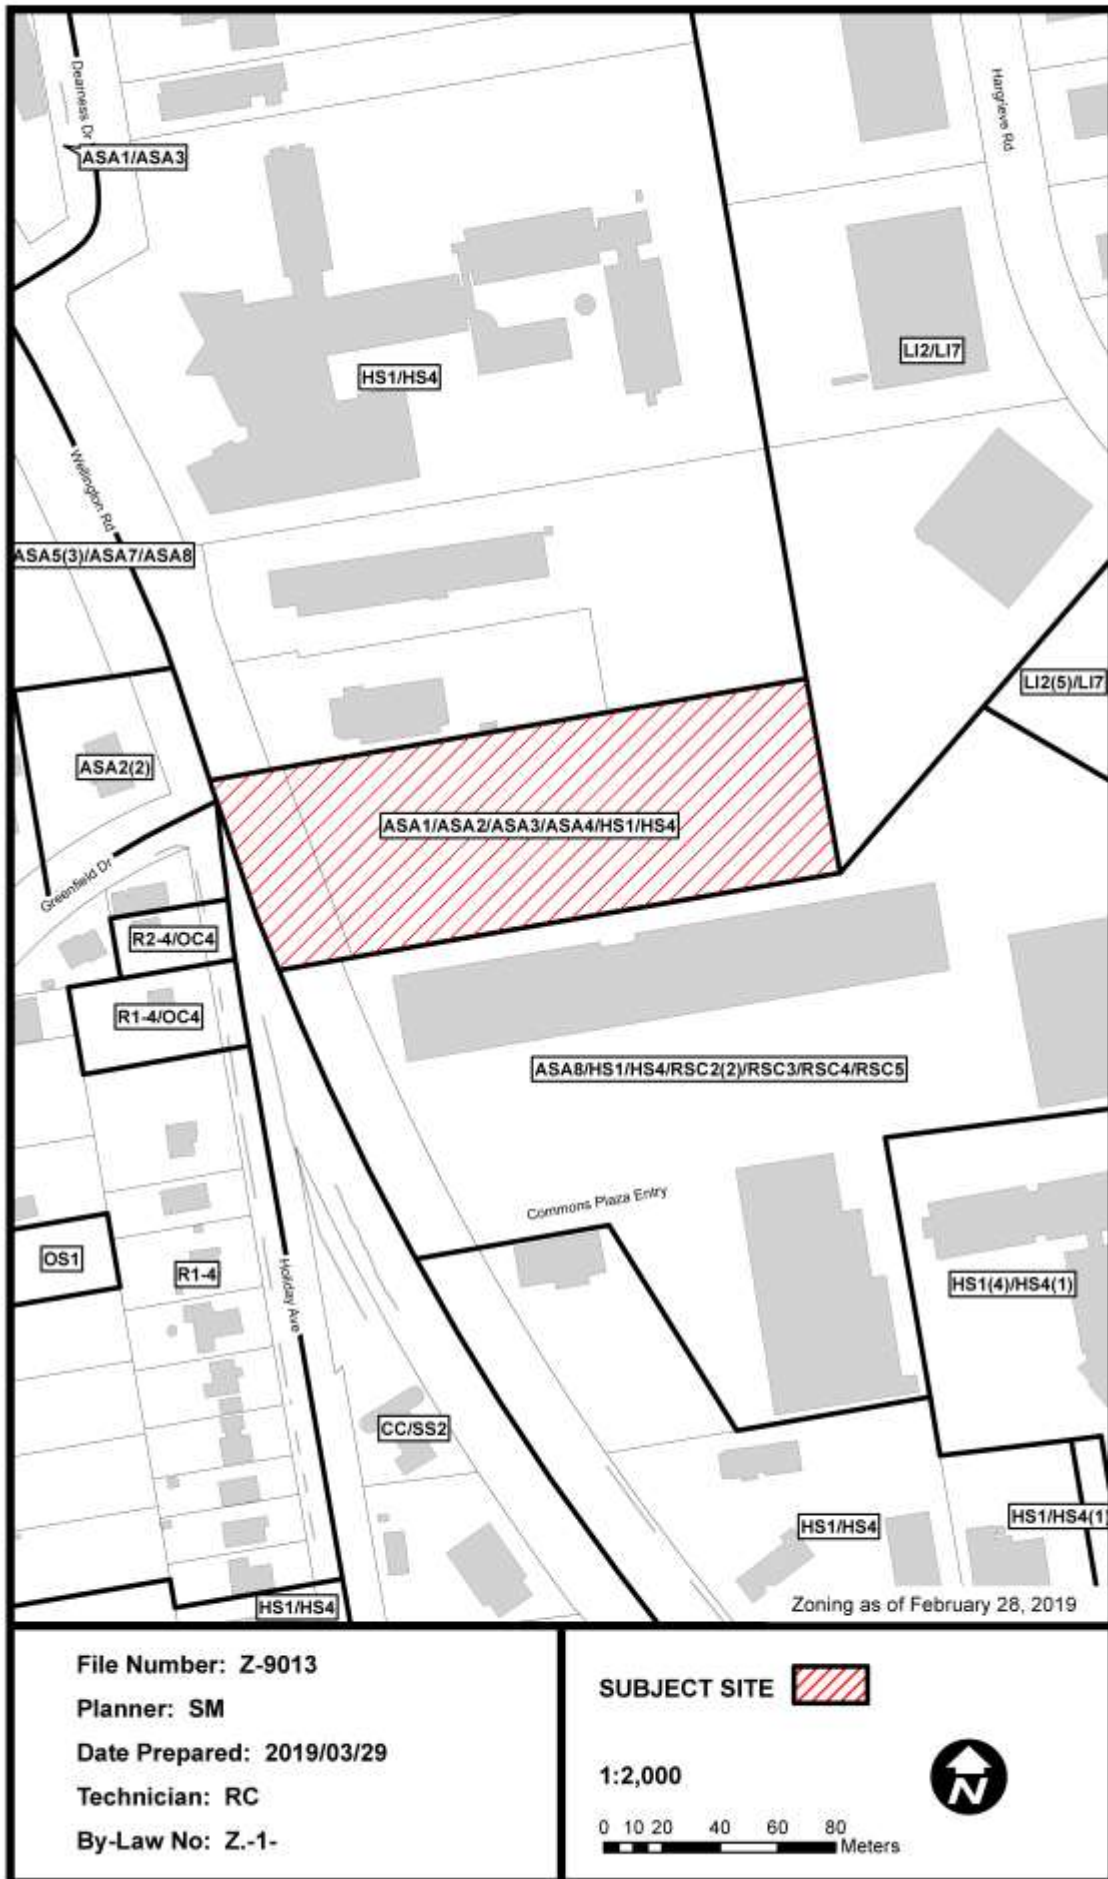 Dearness Dr
Hargrieve Rd
ASA1/ASA3
LI2/LI7
HS1/HS4
Wellington Rd
ASA5(3)/ASA7/ASA8
LI2(5)/LI7
ASA2(2)
ASA1/ASA2/ASA3/ASA4/HS1/HS4
Greenfield Dr
R2-4/OC4
R1-4/OC4
ASA8/HS1/HS4/RSC2(2)/RSC3/RSC4/RSC5
Commons Plaza Entry
OS1
R1-4
Holiday Ave
HS1(4)/HS4(1)
CC/SS2
HS1/HS4(1)
HS1/HS4
HS1/HS4
Zoning as of February 28, 2019
File Number: Z-9013
Planner: SM
Date Prepared: 2019/03/29
Technician: RC
By-Law No: Z.-1-
SUBJECT SITE
1:2,000
N
0 10 20 40 60 80
Meters